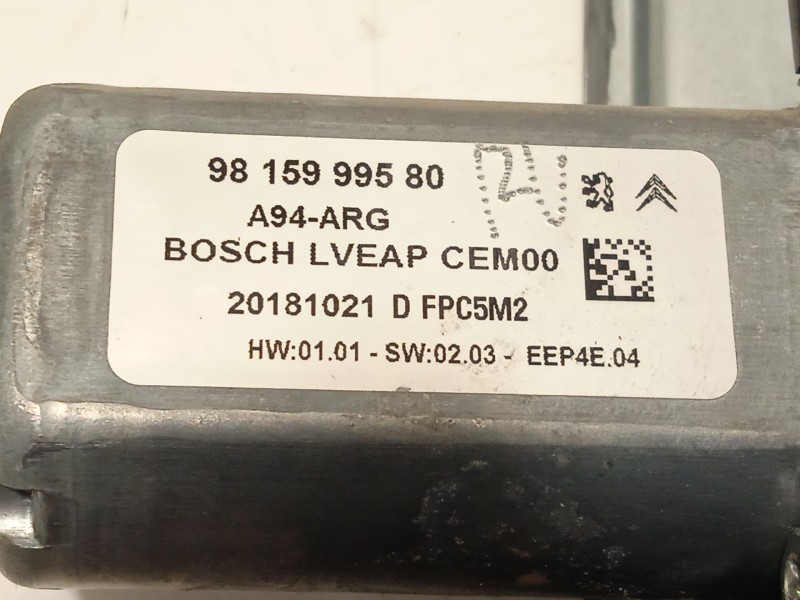 98 159 995 80
A94-ARG
BOSCH LVEAP CEM00
20181021 D FPC5M2
HW:01.01 - SW:02.03 - EEP4E.04